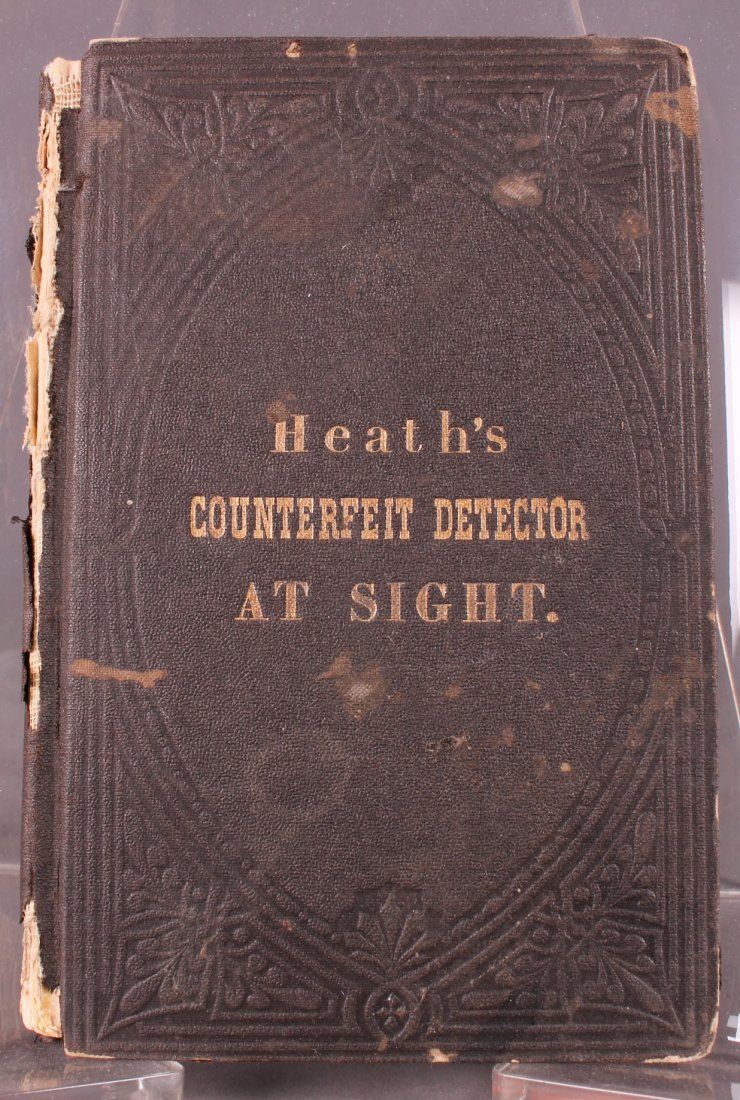 Heath's
COUNTERFEIT DETECTOR
AT SIGHT.